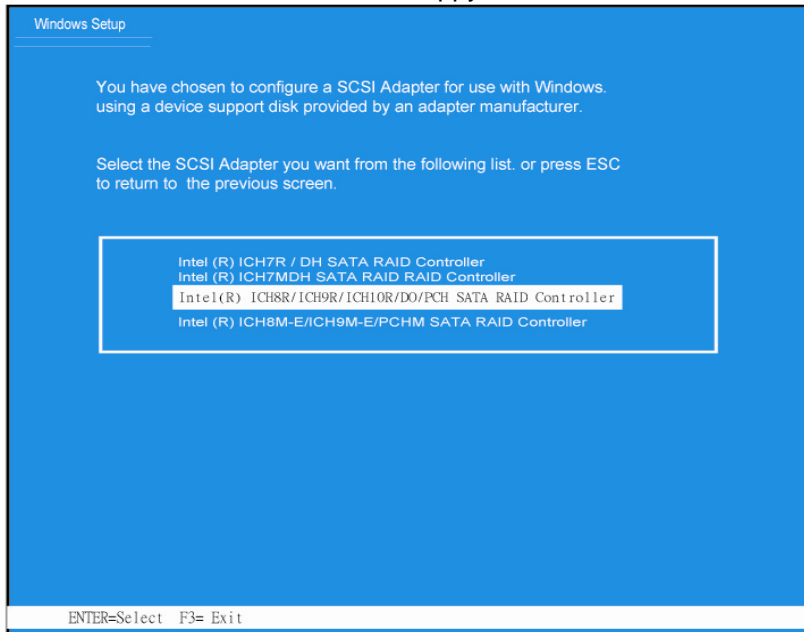 Windows Setup
You have chosen to configure a SCSI Adapter for use with Windows.
using a device support disk provided by an adapter manufacturer.
Select the SCSI Adapter you want from the following list. or press ESC
to return to the previous screen.
Intel (R) ICH7R / DH SATA RAID Controller
Intel (R) ICH7MDH SATA RAID RAID Controller
Intel(R) ICH8R/ICH9R/ICH10R/DO/PCH SATA RAID Controller
Intel (R) ICH8M-E/ICH9M-E/PCHM SATA RAID Controller
ENTER=Select F3= Exit